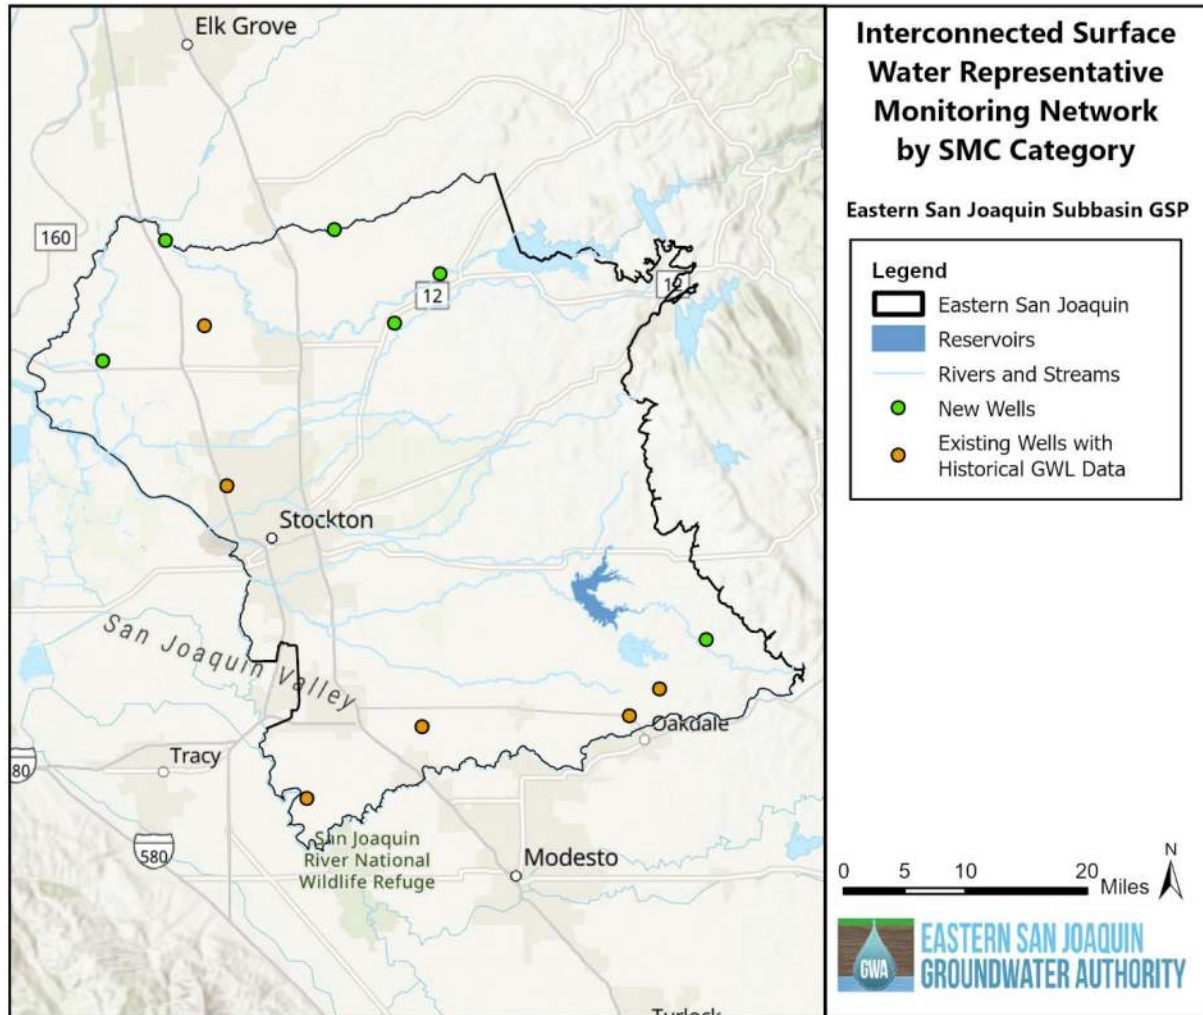 Elk Grove
160
12
12
Stockton
San Joaquin Valley
Oakdale
Tracy
80
580
San Joaquin
River National
Wildlife Refuge
Modesto
Turlock
Interconnected Surface
Water Representative
Monitoring Network
by SMC Category
Eastern San Joaquin Subbasin GSP
Legend
Eastern San Joaquin
Reservoirs
Rivers and Streams
New Wells
Existing Wells with
Historical GWL Data
N
0 5 10 20 Miles
GWA
EASTERN SAN JOAQUIN
GROUNDWATER AUTHORITY